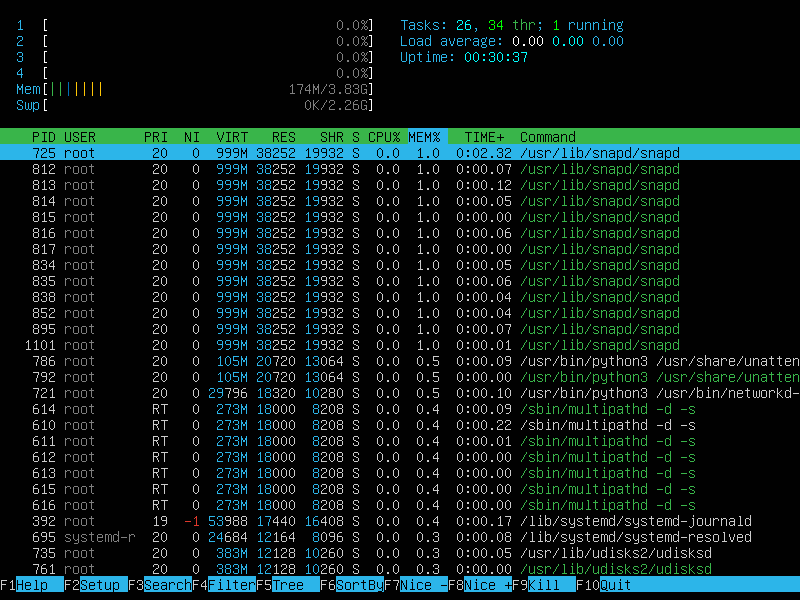 1 [ 0.0%] Tasks: 26, 34 thr; 1 running
2 [ 0.0%] Load average: 0.00 0.00 0.00
3 [ 0.0%] Uptime: 00:30:37
4 [ 0.0%]
Mem[||||||| 174M/3.83G]
Swp[ 0K/2.26G]
PID USER PRI NI VIRT RES SHR S CPU% MEM% TIME+ Command
725 root 20 0 999M 38252 19932 S 0.0 1.0 0:02.32 /usr/lib/snapd/snapd
812 root 20 0 999M 38252 19932 S 0.0 1.0 0:00.07 /usr/lib/snapd/snapd
813 root 20 0 999M 38252 19932 S 0.0 1.0 0:00.12 /usr/lib/snapd/snapd
814 root 20 0 999M 38252 19932 S 0.0 1.0 0:00.05 /usr/lib/snapd/snapd
815 root 20 0 999M 38252 19932 S 0.0 1.0 0:00.00 /usr/lib/snapd/snapd
816 root 20 0 999M 38252 19932 S 0.0 1.0 0:00.06 /usr/lib/snapd/snapd
817 root 20 0 999M 38252 19932 S 0.0 1.0 0:00.00 /usr/lib/snapd/snapd
834 root 20 0 999M 38252 19932 S 0.0 1.0 0:00.05 /usr/lib/snapd/snapd
835 root 20 0 999M 38252 19932 S 0.0 1.0 0:00.06 /usr/lib/snapd/snapd
838 root 20 0 999M 38252 19932 S 0.0 1.0 0:00.04 /usr/lib/snapd/snapd
852 root 20 0 999M 38252 19932 S 0.0 1.0 0:00.04 /usr/lib/snapd/snapd
895 root 20 0 999M 38252 19932 S 0.0 1.0 0:00.07 /usr/lib/snapd/snapd
1101 root 20 0 999M 38252 19932 S 0.0 1.0 0:00.01 /usr/lib/snapd/snapd
786 root 20 0 105M 20720 13064 S 0.0 0.5 0:00.09 /usr/bin/python3 /usr/share/unatten
792 root 20 0 105M 20720 13064 S 0.0 0.5 0:00.00 /usr/bin/python3 /usr/share/unatten
721 root 20 0 29796 18320 10280 S 0.0 0.5 0:00.10 /usr/bin/python3 /usr/bin/networkd-
614 root RT 0 273M 18000 8208 S 0.0 0.4 0:00.09 /sbin/multipathd -d -s
610 root RT 0 273M 18000 8208 S 0.0 0.4 0:00.22 /sbin/multipathd -d -s
611 root RT 0 273M 18000 8208 S 0.0 0.4 0:00.01 /sbin/multipathd -d -s
612 root RT 0 273M 18000 8208 S 0.0 0.4 0:00.00 /sbin/multipathd -d -s
613 root RT 0 273M 18000 8208 S 0.0 0.4 0:00.00 /sbin/multipathd -d -s
615 root RT 0 273M 18000 8208 S 0.0 0.4 0:00.00 /sbin/multipathd -d -s
616 root RT 0 273M 18000 8208 S 0.0 0.4 0:00.00 /sbin/multipathd -d -s
392 root 19 -1 53988 17440 16408 S 0.0 0.4 0:00.17 /lib/systemd/systemd-journald
695 systemd-r 20 0 24684 12164 8096 S 0.0 0.3 0:00.08 /lib/systemd/systemd-resolved
735 root 20 0 383M 12128 10260 S 0.0 0.3 0:00.05 /usr/lib/udisks2/udisksd
761 root 20 0 383M 12128 10260 S 0.0 0.3 0:00.00 /usr/lib/udisks2/udisksd
F1Help F2Setup F3SearchF4FilterF5Tree F6SortByF7Nice -F8Nice +F9Kill F10Quit